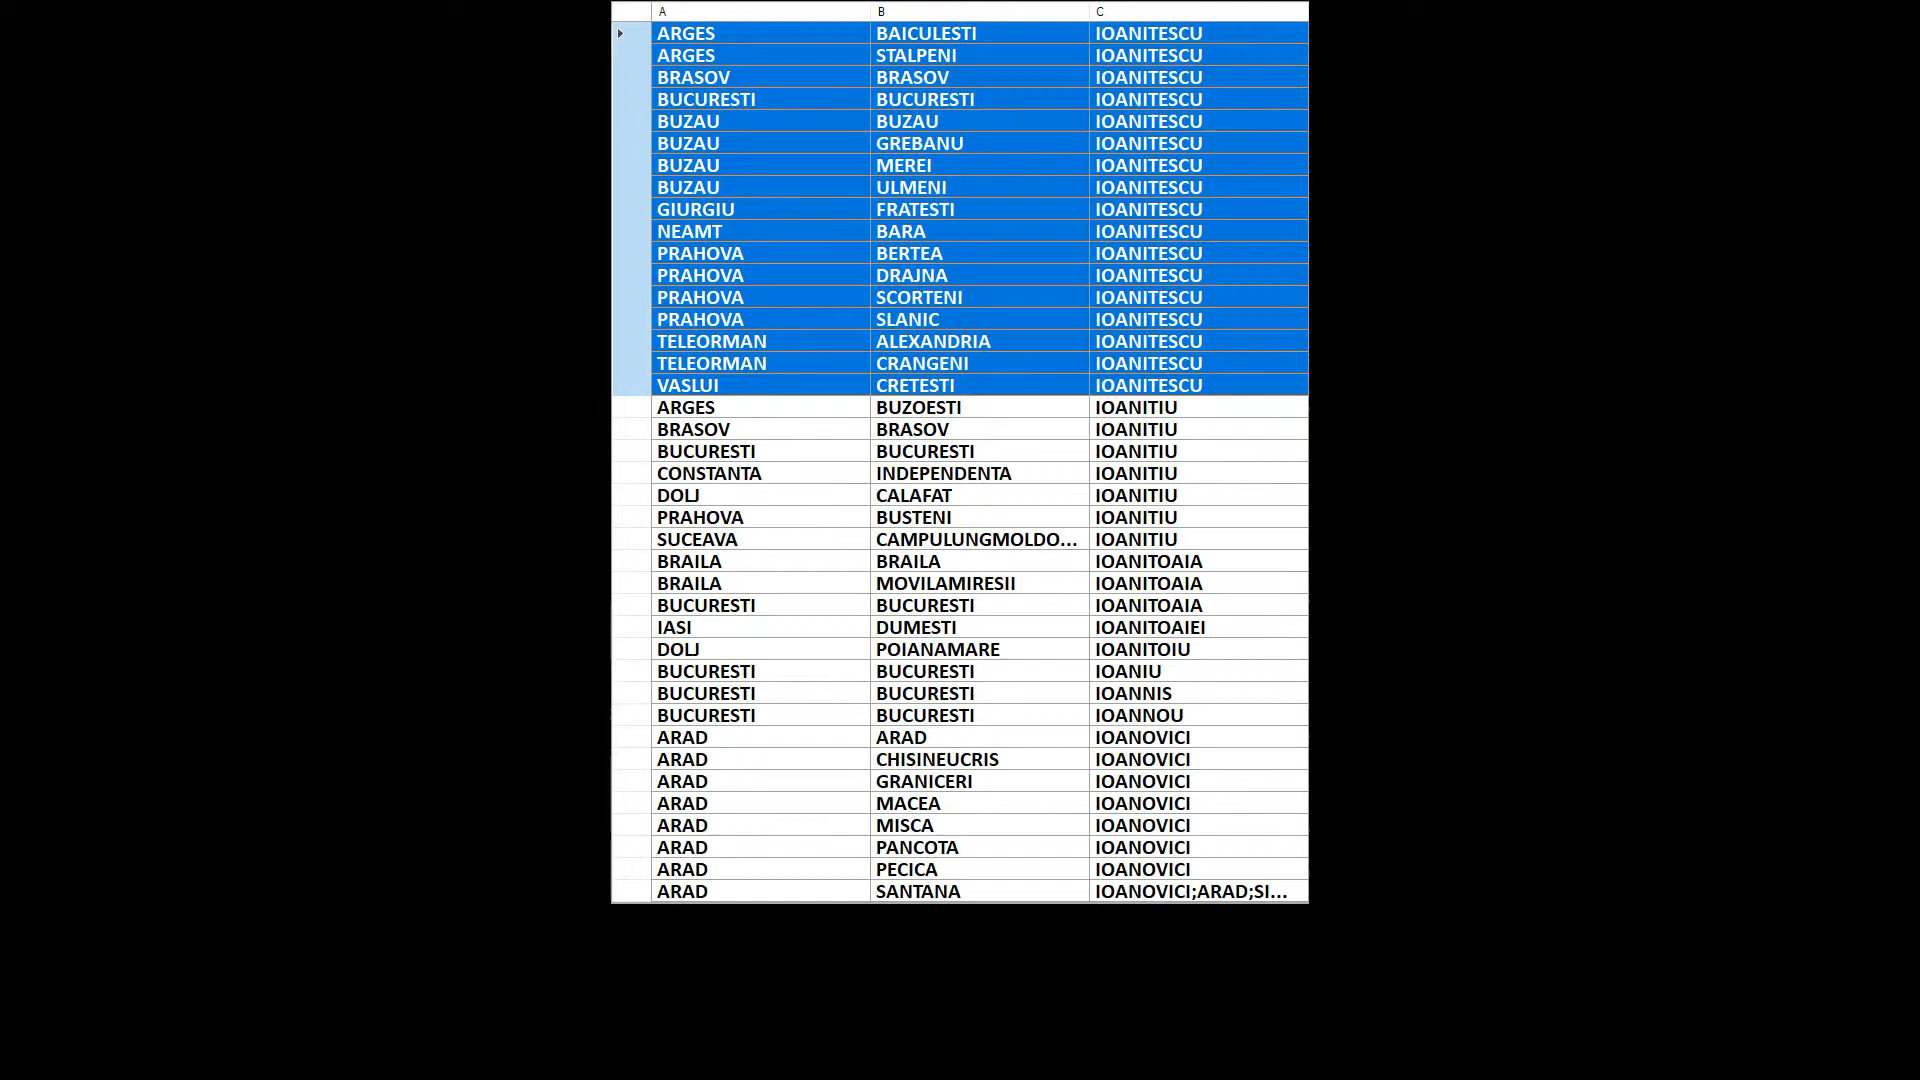 A B C
ARGES BAICULESTI IOANITESCU
ARGES STALPENI IOANITESCU
BRASOV BRASOV IOANITESCU
BUCURESTI BUCURESTI IOANITESCU
BUZAU BUZAU IOANITESCU
BUZAU GREBANU IOANITESCU
BUZAU MEREI IOANITESCU
BUZAU ULMENI IOANITESCU
GIURGIU FRATESTI IOANITESCU
NEAMT BARA IOANITESCU
PRAHOVA BERTEA IOANITESCU
PRAHOVA DRAJNA IOANITESCU
PRAHOVA SCORTENI IOANITESCU
PRAHOVA SLANIC IOANITESCU
TELEORMAN ALEXANDRIA IOANITESCU
TELEORMAN CRANGENI IOANITESCU
VASLUI CRETESTI IOANITESCU
ARGES BUZOESTI IOANITIU
BRASOV BRASOV IOANITIU
BUCURESTI BUCURESTI IOANITIU
CONSTANTA INDEPENDENTA IOANITIU
DOLJ CALAFAT IOANITIU
PRAHOVA BUSTENI IOANITIU
SUCEAVA CAMPULUNGMOLDO... IOANITIU
BRAILA BRAILA IOANITOAIA
BRAILA MOVILAMIRESII IOANITOAIA
BUCURESTI BUCURESTI IOANITOAIA
IASI DUMESTI IOANITOAIEI
DOLJ POIANAMARE IOANITOIU
BUCURESTI BUCURESTI IOANIU
BUCURESTI BUCURESTI IOANNIS
BUCURESTI BUCURESTI IOANNOU
ARAD ARAD IOANOVICI
ARAD CHISINEUCRIS IOANOVICI
ARAD GRANICERI IOANOVICI
ARAD MACEA IOANOVICI
ARAD MISCA IOANOVICI
ARAD PANCOTA IOANOVICI
ARAD PECICA IOANOVICI
ARAD SANTANA IOANOVICI;ARAD;SI...